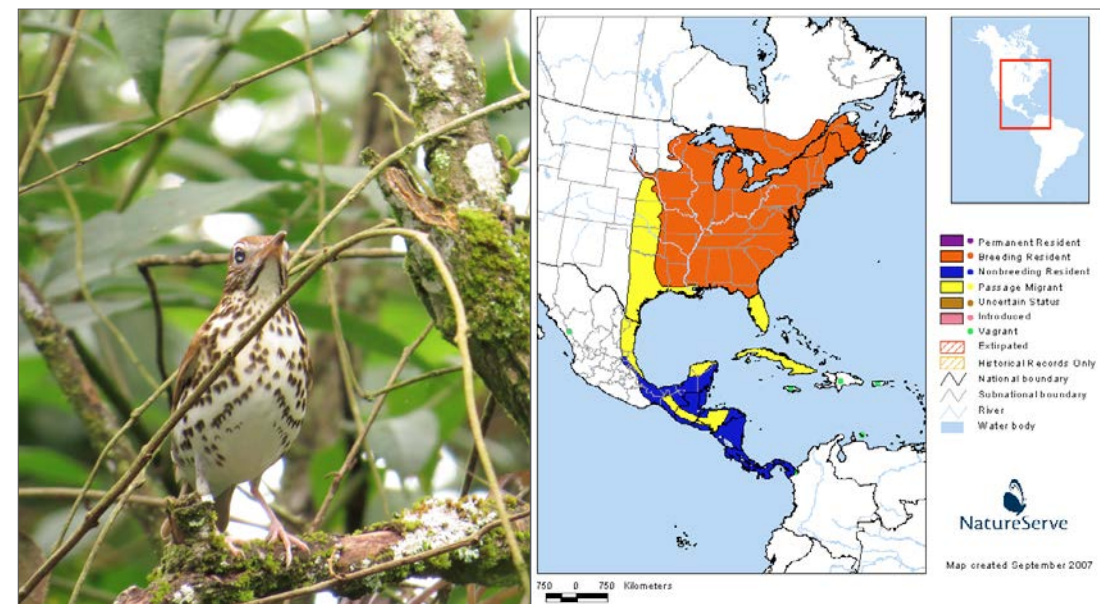 Permanent Resident
Breeding Resident
Nonbreeding Resident
Passage Migrant
Uncertain Status
Introduced
Vagrant
Extirpated
Historical Records Only
National boundary
Subnational boundary
River
Water body
NatureServe
Map created September 2007
750 0 750 Kilometers